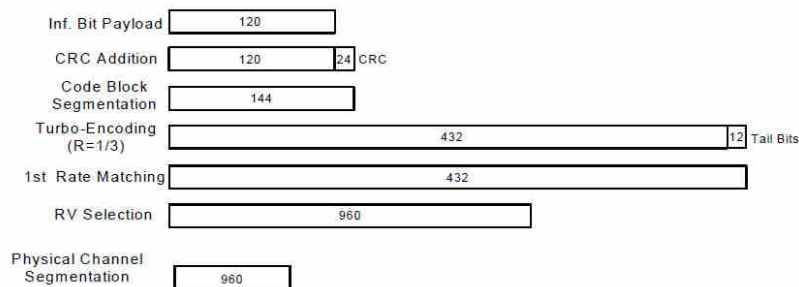 Inf. Bit Payload 120
CRC Addition 120 24 CRC
Code Block
Segmentation 144
Turbo-Encoding
(R=1/3) 432 12 Tail Bits
1st Rate Matching 432
RV Selection 960
Physical Channel
Segmentation 960